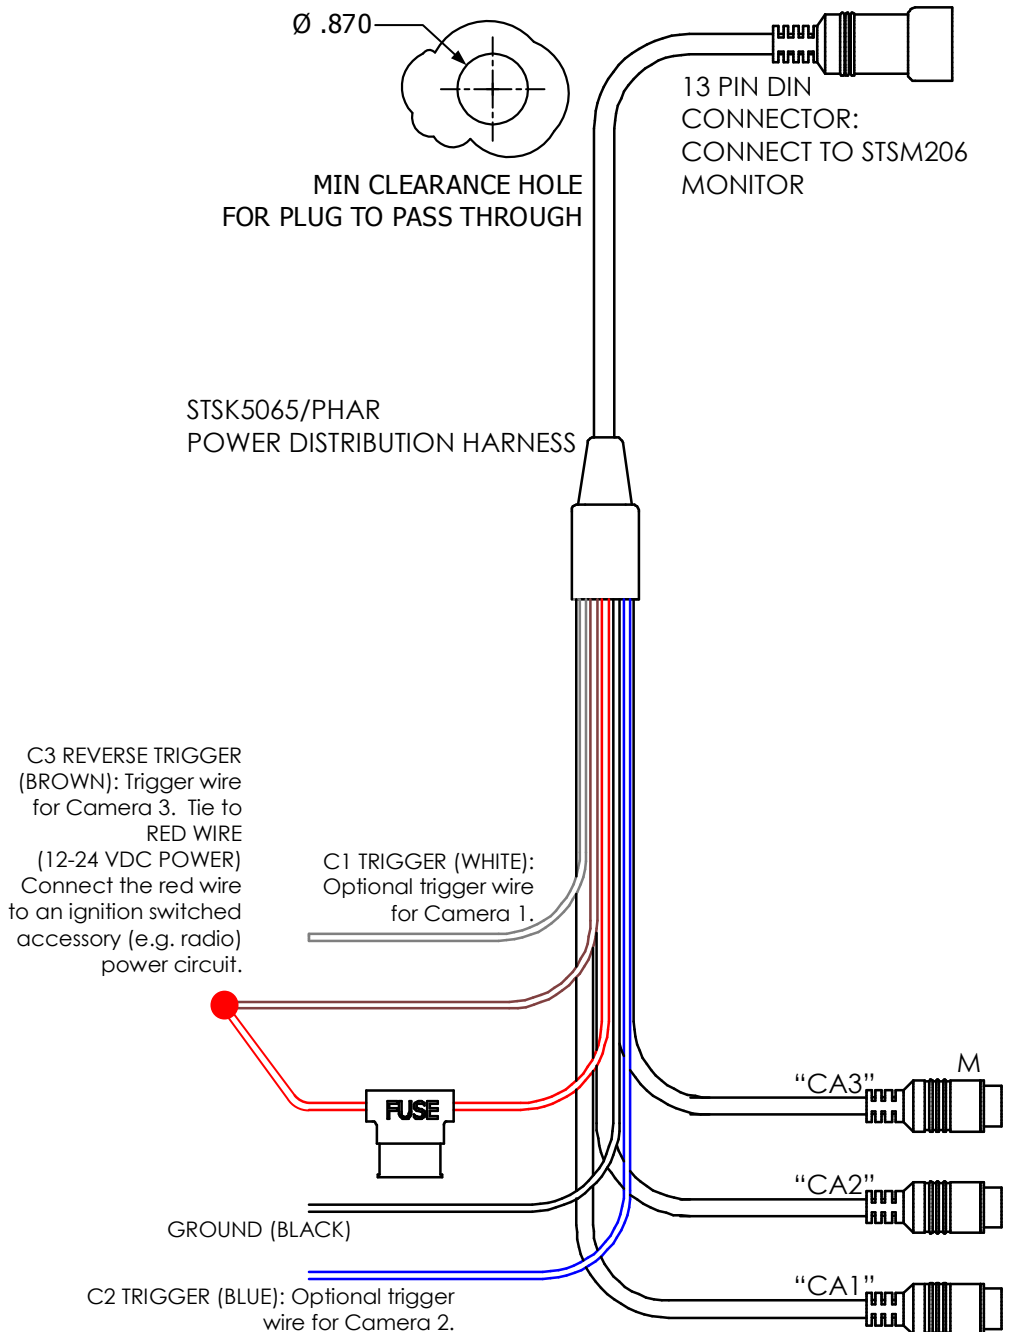 Ø .870
MIN CLEARANCE HOLE
FOR PLUG TO PASS THROUGH
13 PIN DIN
CONNECTOR:
CONNECT TO STSM206
MONITOR
STSK5065/PHAR
POWER DISTRIBUTION HARNESS
C3 REVERSE TRIGGER
(BROWN): Trigger wire
for Camera 3. Tie to
RED WIRE
(12-24 VDC POWER)
Connect the red wire
to an ignition switched
accessory (e.g. radio)
power circuit.
C1 TRIGGER (WHITE):
Optional trigger wire
for Camera 1.
FUSE
“CA3”
M
“CA2”
GROUND (BLACK)
“CA1”
C2 TRIGGER (BLUE): Optional trigger
wire for Camera 2.